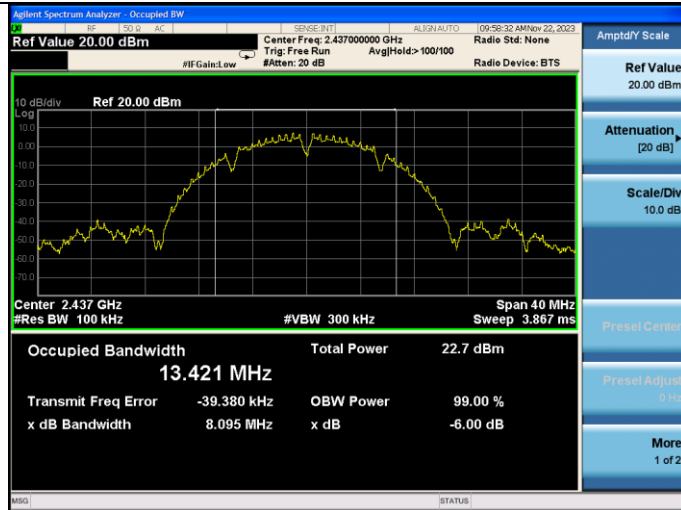 Agilent Spectrum Analyzer - Occupied BW
RF 50 Ω AC SENSE:INT ALIGN AUTO 09:58:32 AM Nov 22, 2023
Ref Value 20.00 dBm
Center Freq: 2.437000000 GHz
Radio Std: None
Trig: Free Run Avg|Hold:> 100/100
#IFGain:Low #Atten: 20 dB Radio Device: BTS
10 dB/div Ref 20.00 dBm
Log
10.0
0.00
-10.0
-20.0
-30.0
-40.0
-50.0
-60.0
-70.0
Center 2.437 GHz Span 40 MHz
#Res BW 100 kHz #VBW 300 kHz Sweep 3.867 ms
Occupied Bandwidth Total Power 22.7 dBm
13.421 MHz
Transmit Freq Error -39.380 kHz OBW Power 99.00 %
x dB Bandwidth 8.095 MHz x dB -6.00 dB
MSG STATUS
Amptd/Y Scale
Ref Value
20.00 dBm
Attenuation
[20 dB]
Scale/Div
10.0 dB
Presel Center
Presel Adjust
0 Hz
More
1 of 2